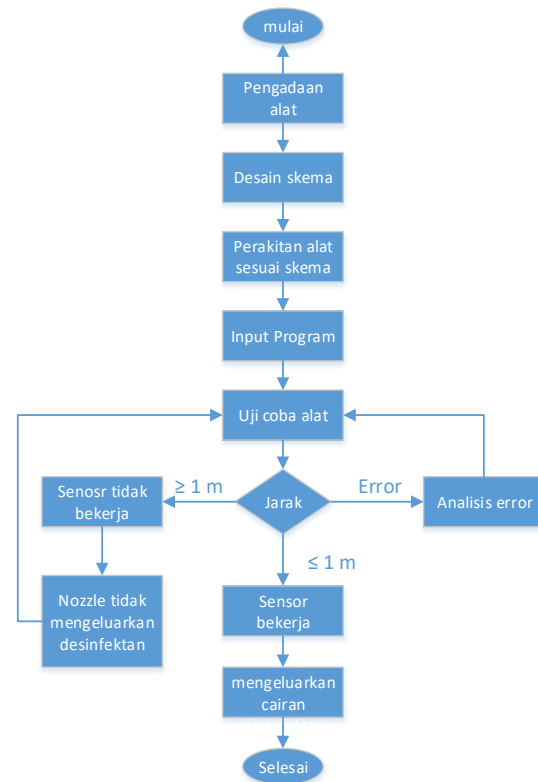 mulai
Pengadaan
alat
Desain skema
Perakitan alat
sesuai skema
Input Program
Uji coba alat
≥ 1 m
Jarak
Error
Senosr tidak
bekerja
Analisis error
≤ 1 m
Nozzle tidak
mengeluarkan
desinfektan
Sensor
bekerja
mengeluarkan
cairan
Selesai